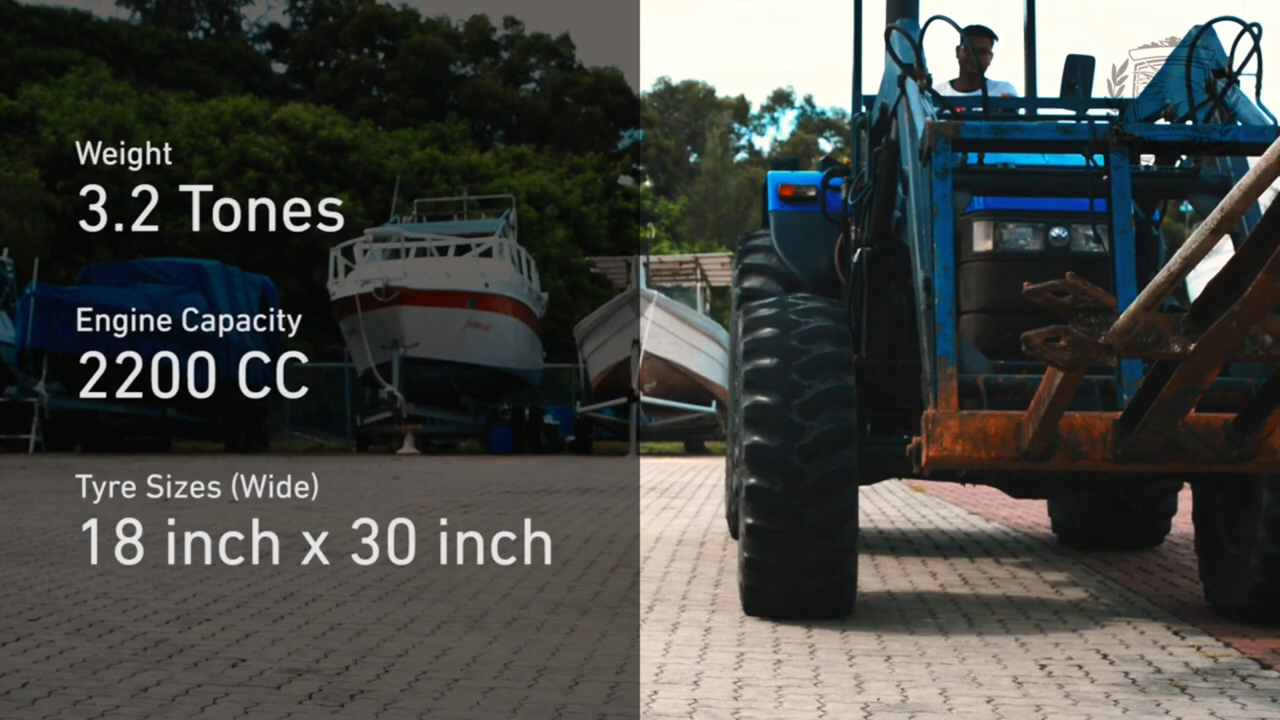 Weight
3.2 Tones
Engine Capacity
2200 CC
Tyre Sizes (Wide)
18 inch x 30 inch